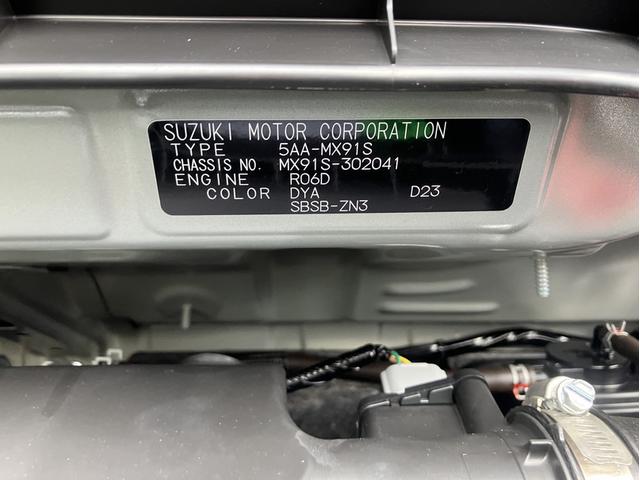 SUZUKI MOTOR CORPORATION
TYPE 5AA-MX91S
CHASSIS NO. MX91S-302041
ENGINE R06D
COLOR DYA D23
SBSB-ZN3